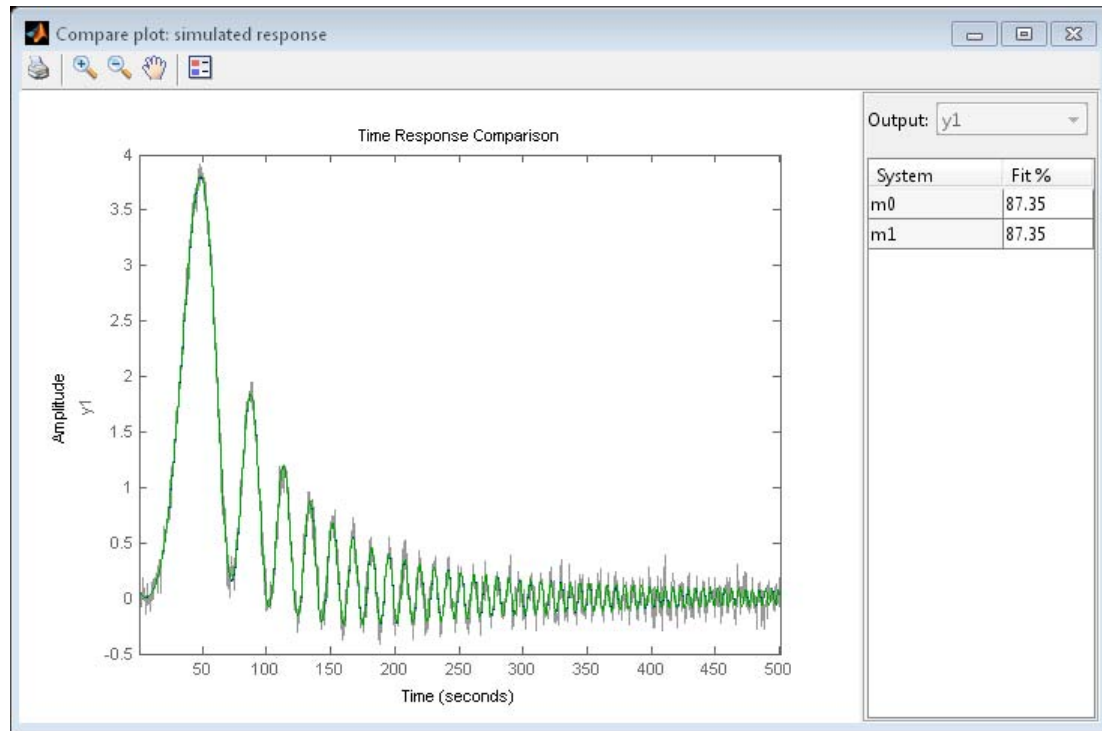 Compare plot: simulated response
Time Response Comparison
Amplitude
y1
4
3.5
3
2.5
2
1.5
1
0.5
0
-0.5
50 100 150 200 250 300 350 400 450 500
Time (seconds)
Output: y1
System Fit %
m0 87.35
m1 87.35